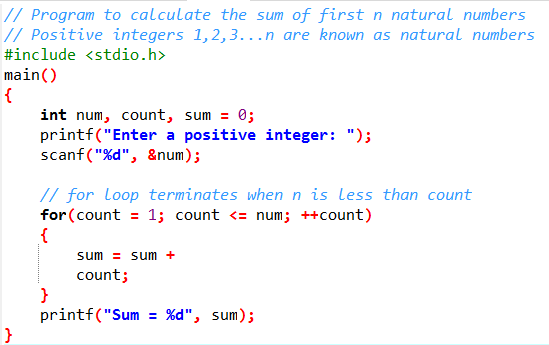 // Program to calculate the sum of first n natural numbers
// Positive integers 1,2,3...n are known as natural numbers
#include <stdio.h>
main()
{
int num, count, sum = 0;
printf("Enter a positive integer: ");
scanf("%d", &num);
// for loop terminates when n is less than count
for(count = 1; count <= num; ++count)
{
sum = sum +
count;
}
printf("Sum = %d", sum);
}